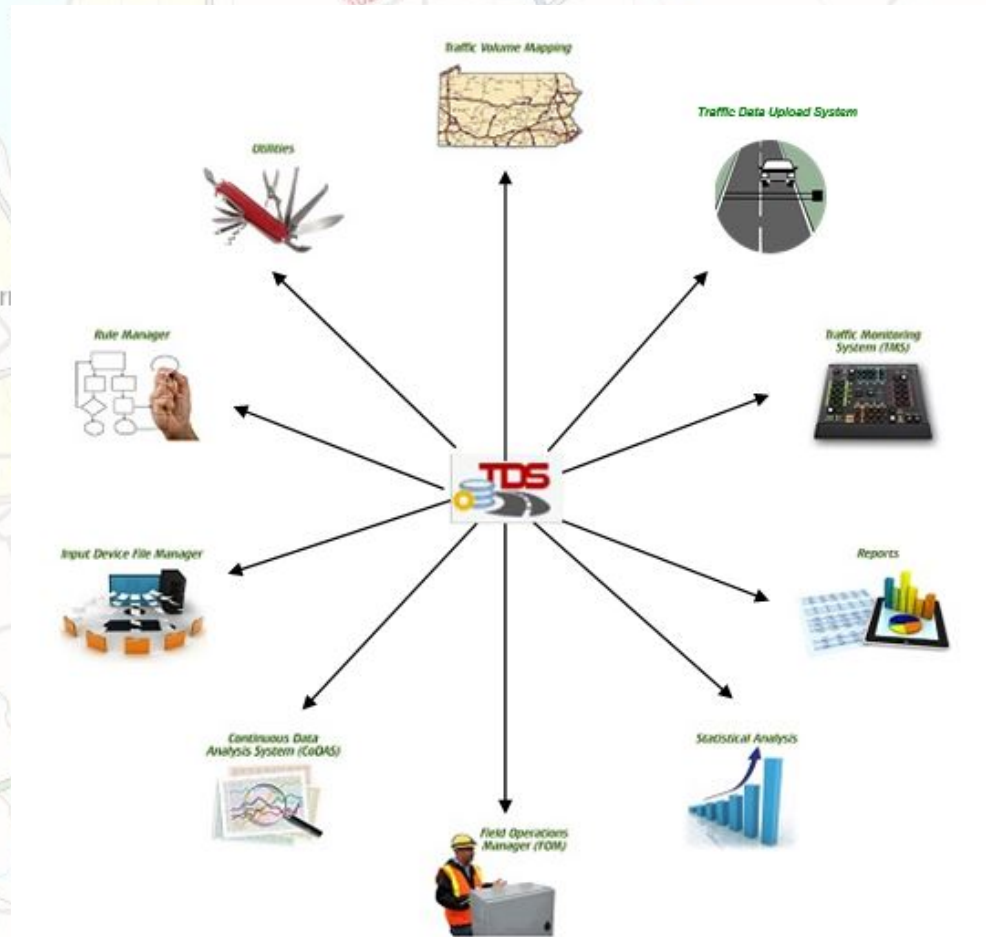 Traffic Volume Mapping
Traffic Data Upload System
Utilities
Rule Manager
Traffic Monitoring
System (TMS)
TDS
Input Device File Manager
Reports
Continuous Data
Analysis System (CoDAS)
Statistical Analysis
Field Operations
Manager (FOM)